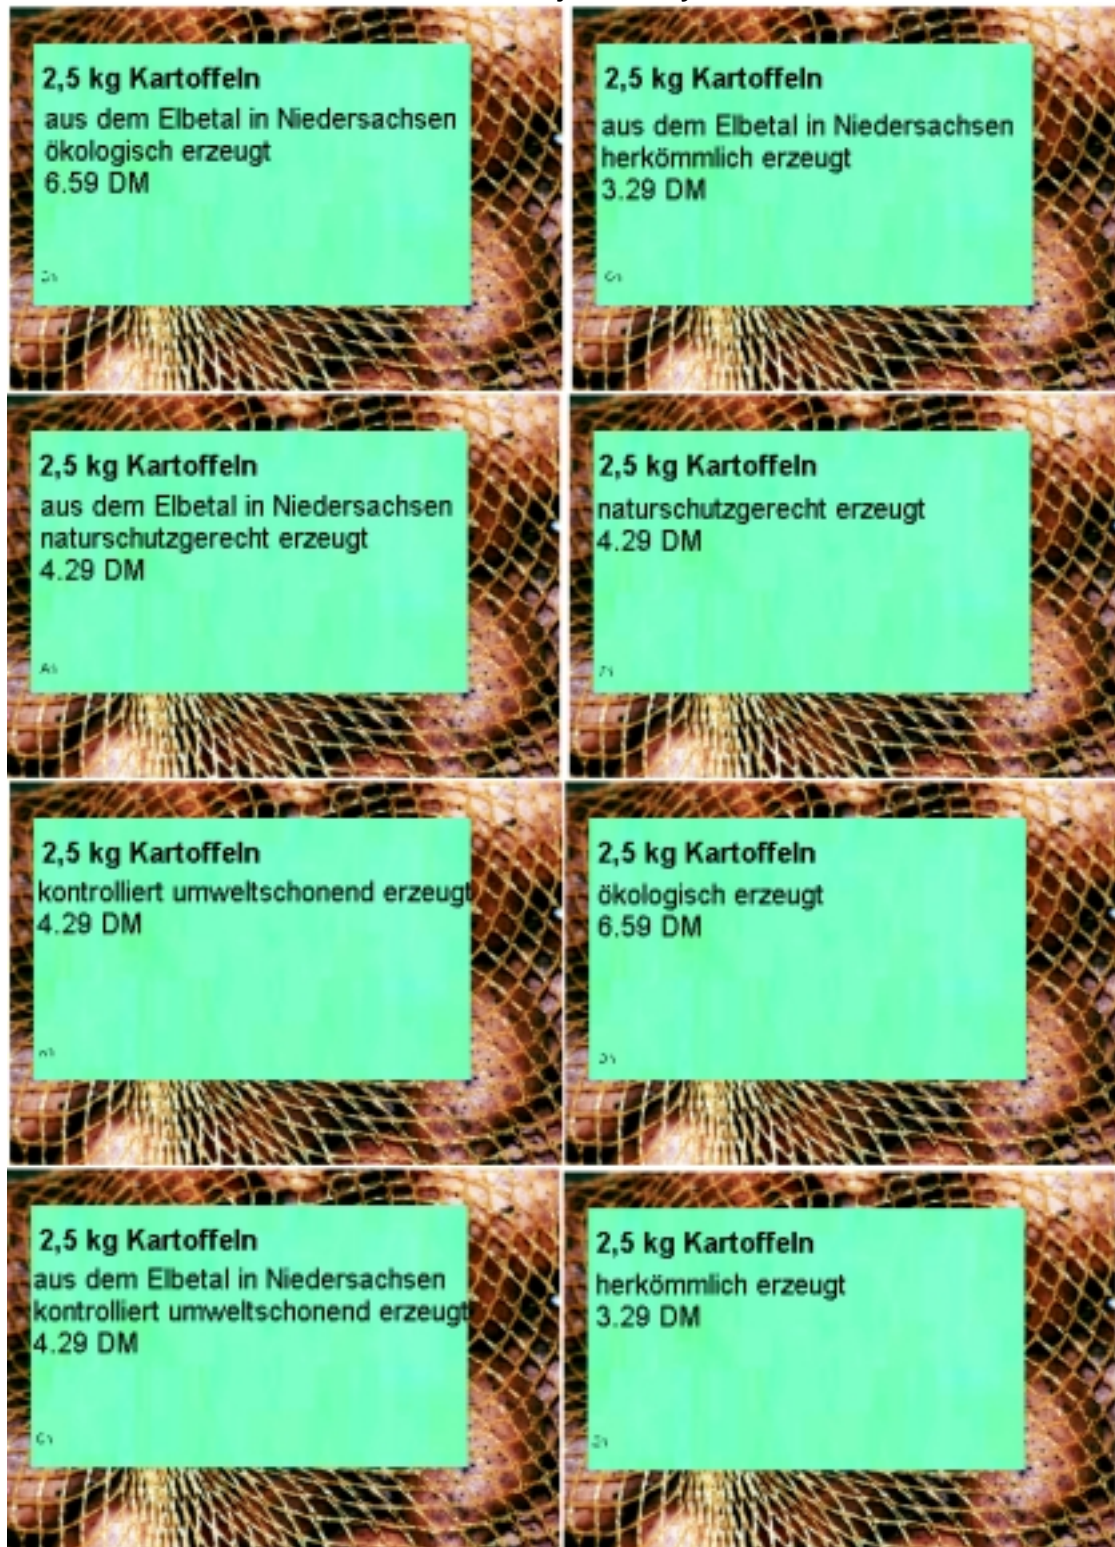 2,5 kg Kartoffeln
aus dem Elbetal in Niedersachsen
ökologisch erzeugt
6.59 DM
2,5 kg Kartoffeln
aus dem Elbetal in Niedersachsen
herkömmlich erzeugt
3.29 DM
2,5 kg Kartoffeln
aus dem Elbetal in Niedersachsen
naturschutzgerecht erzeugt
4.29 DM
2,5 kg Kartoffeln
naturschutzgerecht erzeugt
4.29 DM
2,5 kg Kartoffeln
kontrolliert umweltschonend erzeugt
4.29 DM
2,5 kg Kartoffeln
ökologisch erzeugt
6.59 DM
2,5 kg Kartoffeln
aus dem Elbetal in Niedersachsen
kontrolliert umweltschonend erzeugt
4.29 DM
2,5 kg Kartoffeln
herkömmlich erzeugt
3.29 DM